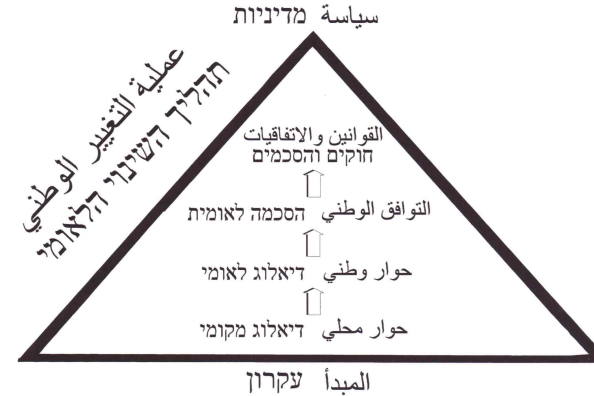 سياسة מדיניות
عملية التغيير الوطني
תהליך השינוי הלאומי
القوانين والاتفاقيات
חוקים והסכמים
التوافق الوطني הסכמה לאומית
حوار وطني דיאלוג לאומי
حوار محلي דיאלוג מקומי
المبدأ עקרון